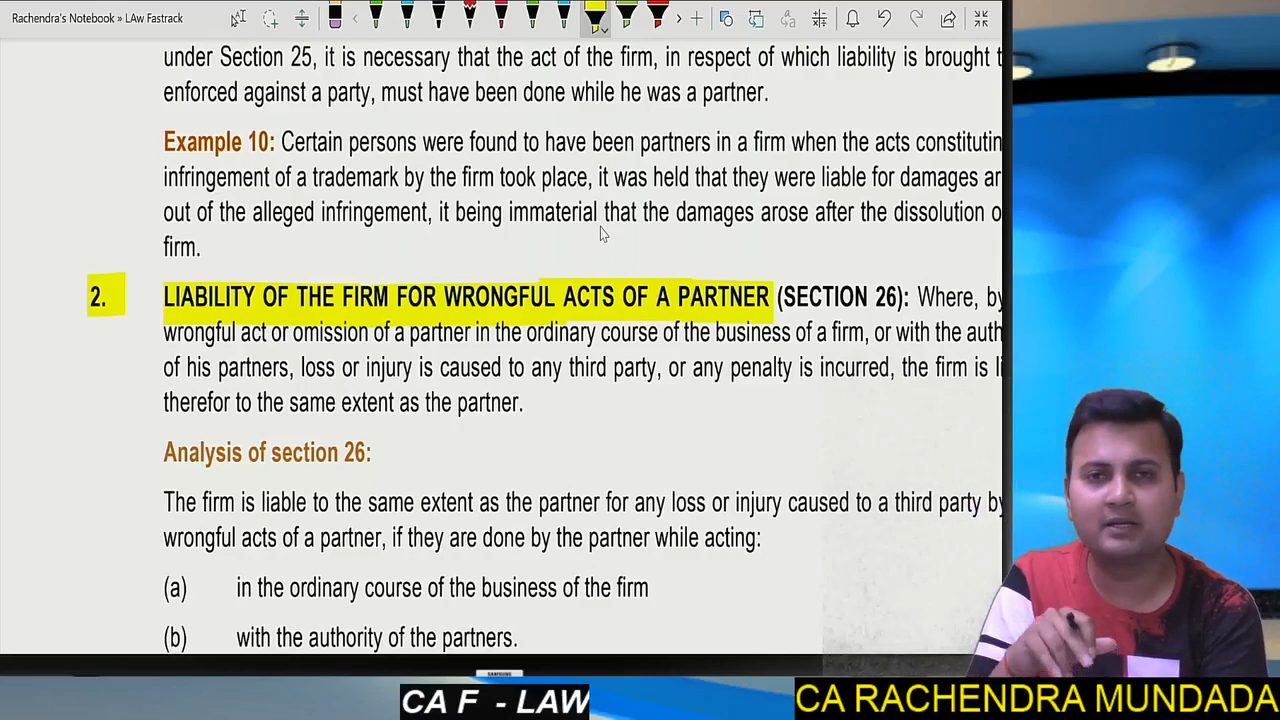 Rachendra's Notebook » LAw Fastrack
under Section 25, it is necessary that the act of the firm, in respect of which liability is brought t
enforced against a party, must have been done while he was a partner.
Example 10: Certain persons were found to have been partners in a firm when the acts constitutin
infringement of a trademark by the firm took place, it was held that they were liable for damages ar
out of the alleged infringement, it being immaterial that the damages arose after the dissolution o
firm.
2. LIABILITY OF THE FIRM FOR WRONGFUL ACTS OF A PARTNER (SECTION 26): Where, by
wrongful act or omission of a partner in the ordinary course of the business of a firm, or with the auth
of his partners, loss or injury is caused to any third party, or any penalty is incurred, the firm is li
therefor to the same extent as the partner.
Analysis of section 26:
The firm is liable to the same extent as the partner for any loss or injury caused to a third party by
wrongful acts of a partner, if they are done by the partner while acting:
(a) in the ordinary course of the business of the firm
(b) with the authority of the partners.
SAMSUNG
CA F - LAW
CA RACHENDRA MUNDADA